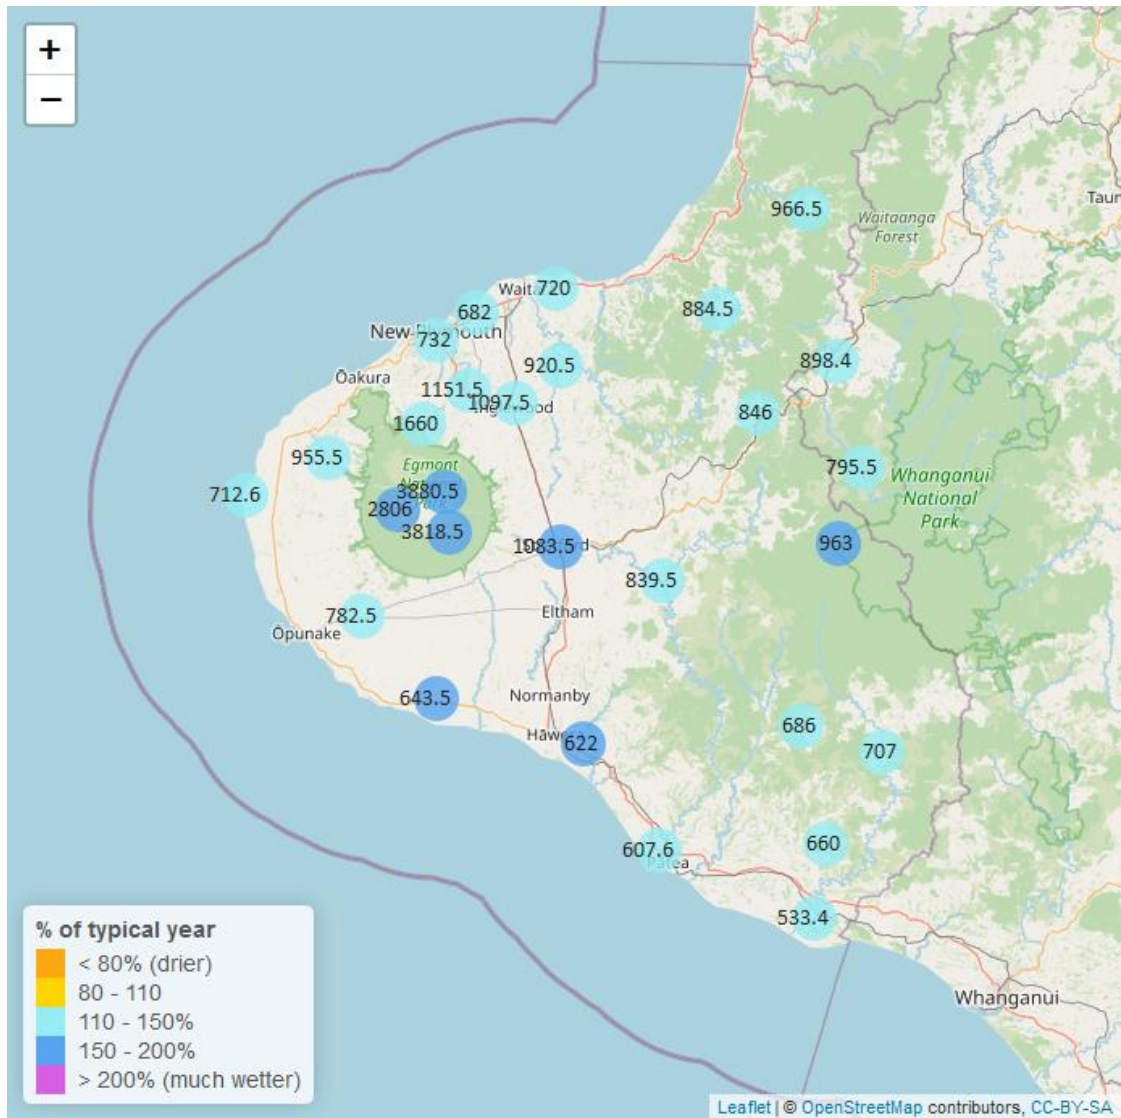 +
−
966.5
Waitaanga
Forest
Taun
720
682
884.5
732
898.4
920.5
Ōakura
1151.5
1097.5
846
1660
955.5
Egmont
795.5
Whanganui
National
Park
712.6
3880.5
2806
3818.5
1083.5
963
839.5
Eltham
782.5
Ōpunake
Normanby
643.5
686
622
707
607.6
660
533.4
Whanganui
% of typical year
< 80% (drier)
80 - 110
110 - 150%
150 - 200%
> 200% (much wetter)
Leaflet | © OpenStreetMap contributors, CC-BY-SA